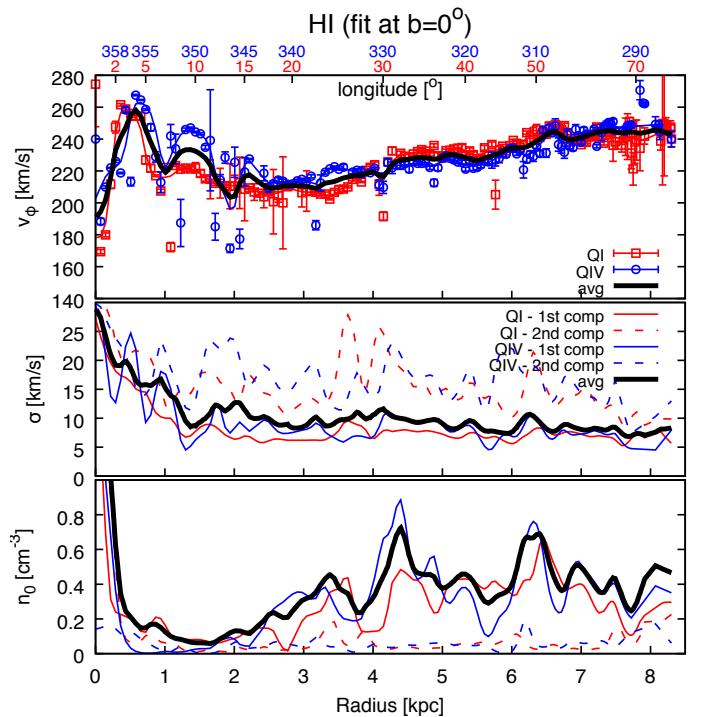 HI (fit at b=0°)
358 355 350 345 340 330 320 310 290
2 5 10 15 20 30 40 50 70
longitude [°]
280
260
240
220
200
180
160
140
vϕ [km/s]
QI
QIV
avg
25
20
15
10
5
0
σ [km/s]
QI - 1st comp
QI - 2nd comp
QIV - 1st comp
QIV - 2nd comp
avg
0.8
0.6
0.4
0.2
0
n₀ [cm⁻³]
0 1 2 3 4 5 6 7 8
Radius [kpc]